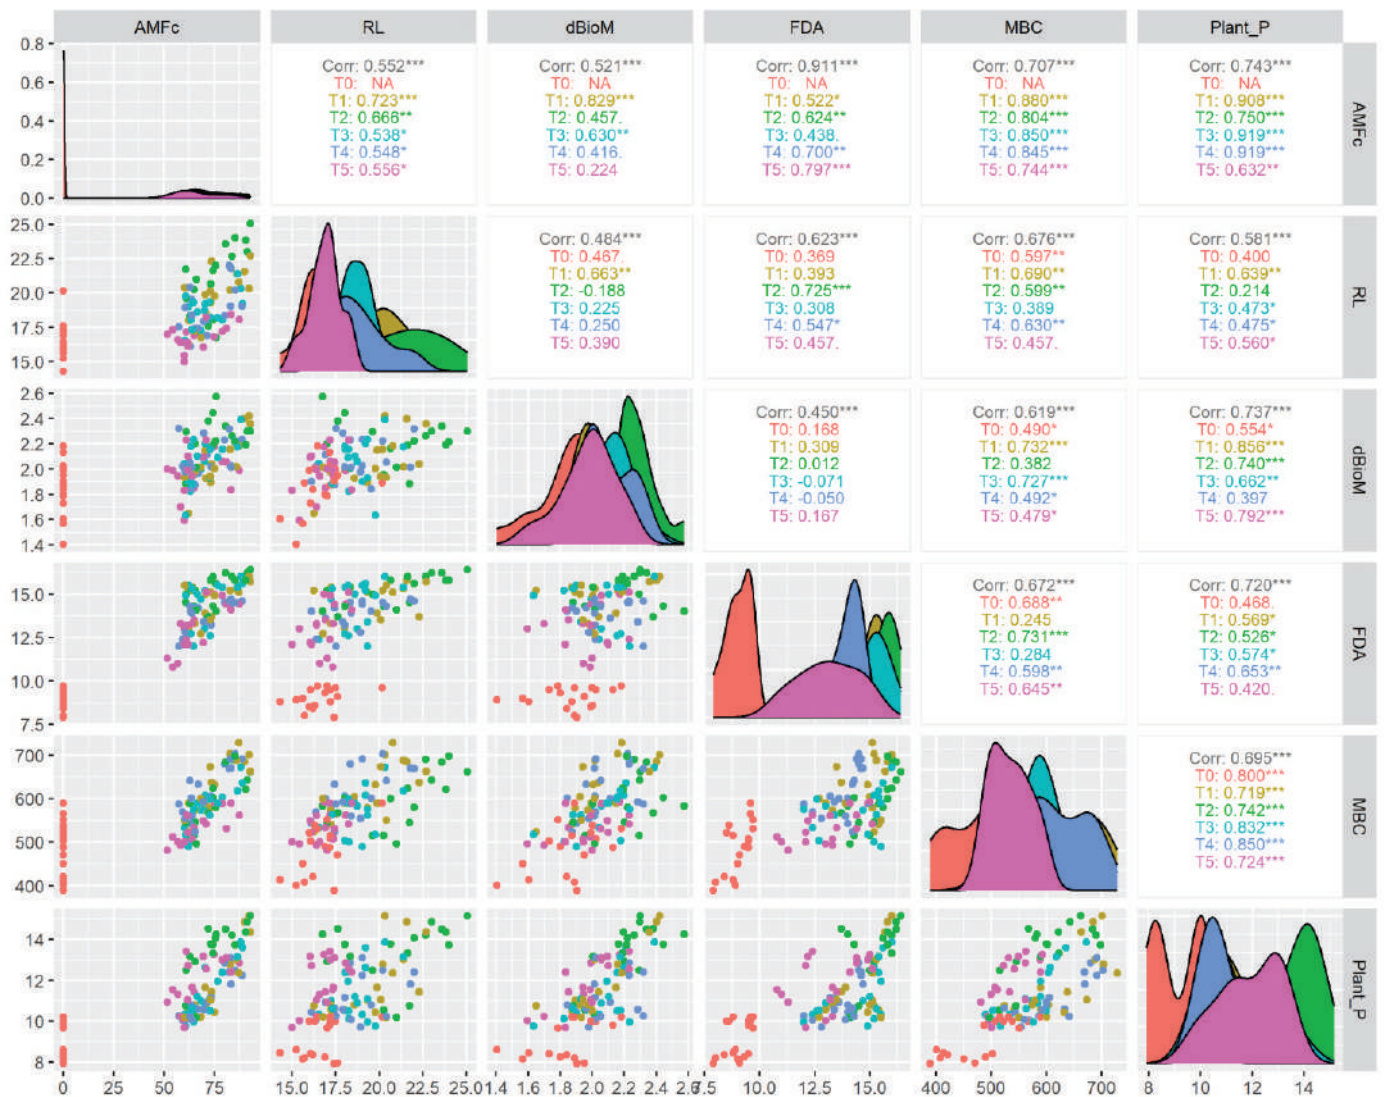 AMFc RL dBioM FDA MBC Plant_P
0.8
0.6
0.4
0.2
0.0
Corr: 0.552***
T0: NA
T1: 0.723***
T2: 0.666**
T3: 0.538*
T4: 0.548*
T5: 0.556*
Corr: 0.521***
T0: NA
T1: 0.829***
T2: 0.457.
T3: 0.630**
T4: 0.416.
T5: 0.224
Corr: 0.911***
T0: NA
T1: 0.522*
T2: 0.624**
T3: 0.438.
T4: 0.700**
T5: 0.797***
Corr: 0.707***
T0: NA
T1: 0.880***
T2: 0.804***
T3: 0.850***
T4: 0.845***
T5: 0.744***
Corr: 0.743***
T0: NA
T1: 0.908***
T2: 0.750***
T3: 0.919***
T4: 0.919***
T5: 0.632**
AMFc
25.0
22.5
20.0
17.5
15.0
Corr: 0.484***
T0: 0.467.
T1: 0.663**
T2: -0.188
T3: 0.225
T4: 0.250
T5: 0.390
Corr: 0.623***
T0: 0.369
T1: 0.393
T2: 0.725***
T3: 0.308
T4: 0.547*
T5: 0.457.
Corr: 0.676***
T0: 0.597**
T1: 0.690**
T2: 0.599**
T3: 0.389
T4: 0.630**
T5: 0.457.
Corr: 0.581***
T0: 0.400
T1: 0.639**
T2: 0.214
T3: 0.473*
T4: 0.475*
T5: 0.560*
RL
2.6
2.4
2.2
2.0
1.8
1.6
1.4
Corr: 0.450***
T0: 0.168
T1: 0.309
T2: 0.012
T3: -0.071
T4: -0.050
T5: 0.167
Corr: 0.619***
T0: 0.490*
T1: 0.732***
T2: 0.382
T3: 0.727***
T4: 0.492*
T5: 0.479*
Corr: 0.737***
T0: 0.554*
T1: 0.856***
T2: 0.740***
T3: 0.662**
T4: 0.397
T5: 0.792***
dBioM
15.0
12.5
10.0
7.5
Corr: 0.672***
T0: 0.688**
T1: 0.245
T2: 0.731***
T3: 0.284
T4: 0.598**
T5: 0.645**
Corr: 0.720***
T0: 0.468.
T1: 0.569*
T2: 0.526*
T3: 0.574*
T4: 0.653**
T5: 0.420.
FDA
700
600
500
400
Corr: 0.695***
T0: 0.800***
T1: 0.719***
T2: 0.742***
T3: 0.832***
T4: 0.850***
T5: 0.724***
MBC
14
12
10
8
Plant_P
0 25 50 75 15.0 17.5 20.0 22.5 25.0 1.4 1.6 1.8 2.0 2.2 2.4 2.6 7.5 10.0 12.5 15.0 400 500 600 700 8 10 12 14